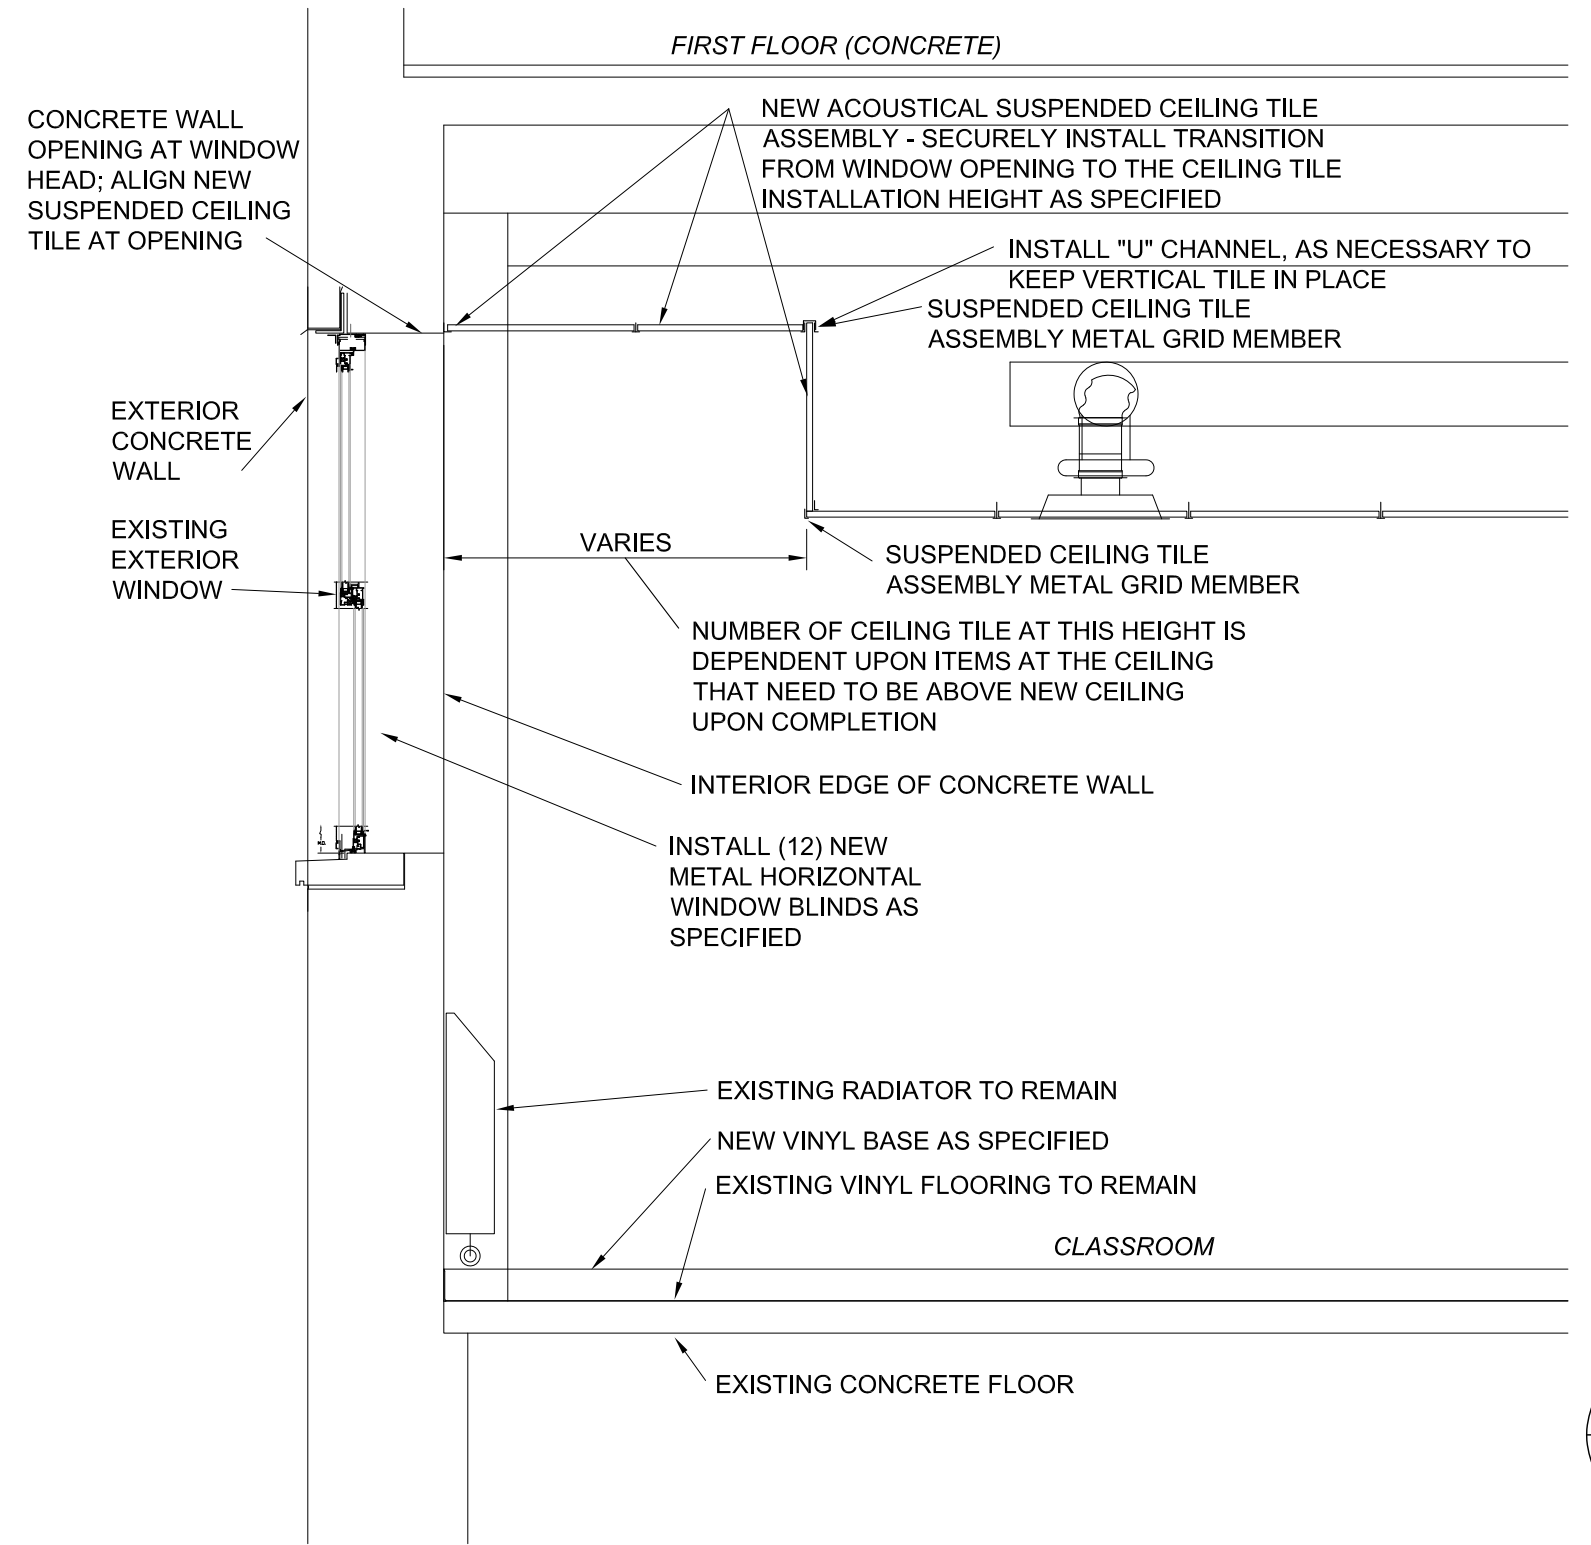 FIRST FLOOR (CONCRETE)
CONCRETE WALL
OPENING AT WINDOW
HEAD; ALIGN NEW
SUSPENDED CEILING
TILE AT OPENING
NEW ACOUSTICAL SUSPENDED CEILING TILE
ASSEMBLY - SECURELY INSTALL TRANSITION
FROM WINDOW OPENING TO THE CEILING TILE
INSTALLATION HEIGHT AS SPECIFIED
INSTALL "U" CHANNEL, AS NECESSARY TO
KEEP VERTICAL TILE IN PLACE
SUSPENDED CEILING TILE
ASSEMBLY METAL GRID MEMBER
EXTERIOR
CONCRETE
WALL
EXISTING
EXTERIOR
WINDOW
VARIES
SUSPENDED CEILING TILE
ASSEMBLY METAL GRID MEMBER
NUMBER OF CEILING TILE AT THIS HEIGHT IS
DEPENDENT UPON ITEMS AT THE CEILING
THAT NEED TO BE ABOVE NEW CEILING
UPON COMPLETION
INTERIOR EDGE OF CONCRETE WALL
INSTALL (12) NEW
METAL HORIZONTAL
WINDOW BLINDS AS
SPECIFIED
EXISTING RADIATOR TO REMAIN
NEW VINYL BASE AS SPECIFIED
EXISTING VINYL FLOORING TO REMAIN
CLASSROOM
EXISTING CONCRETE FLOOR